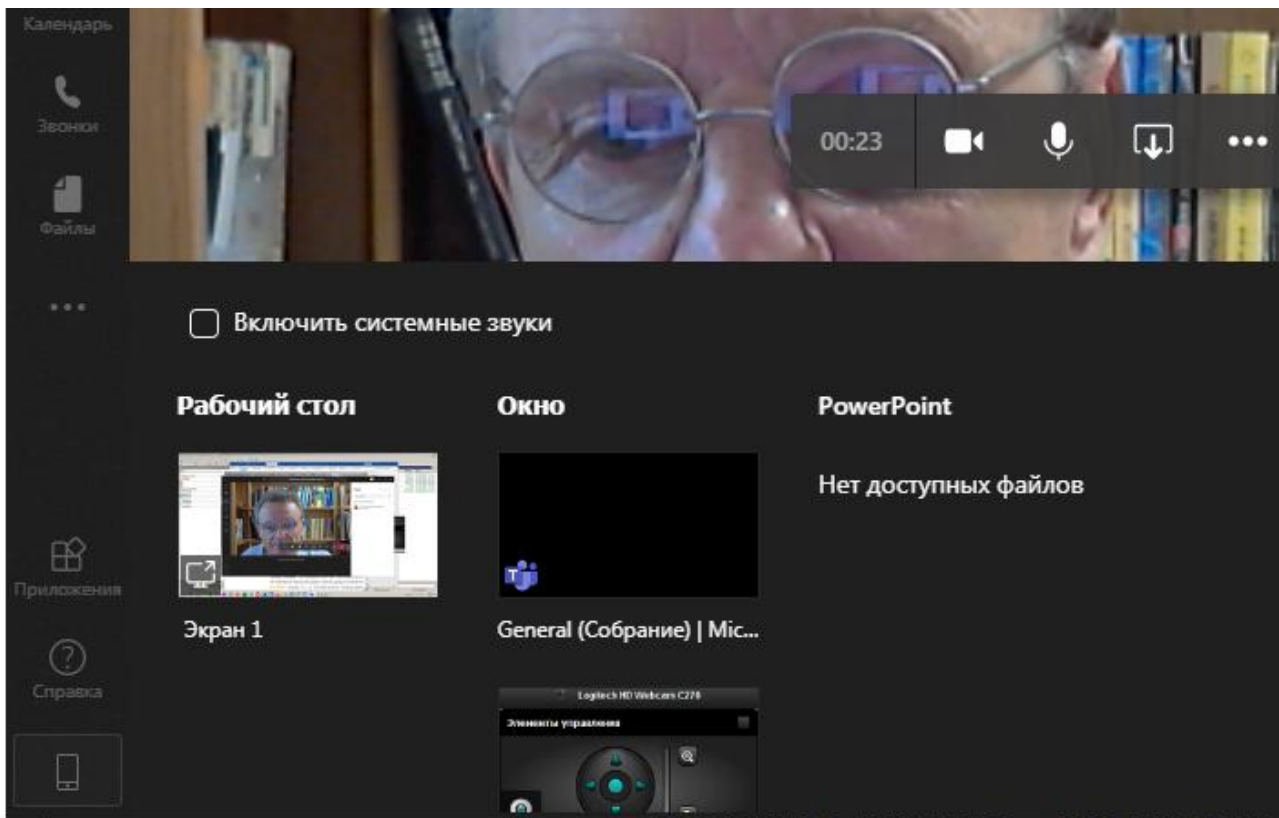 Календарь
Звонки
Файлы
00:23
Включить системные звуки
Рабочий стол
Окно
PowerPoint
Нет доступных файлов
Экран 1
General (Собрание) | Mic...
Logitech HD Webcam C270
Элементы управления
Приложения
Справка